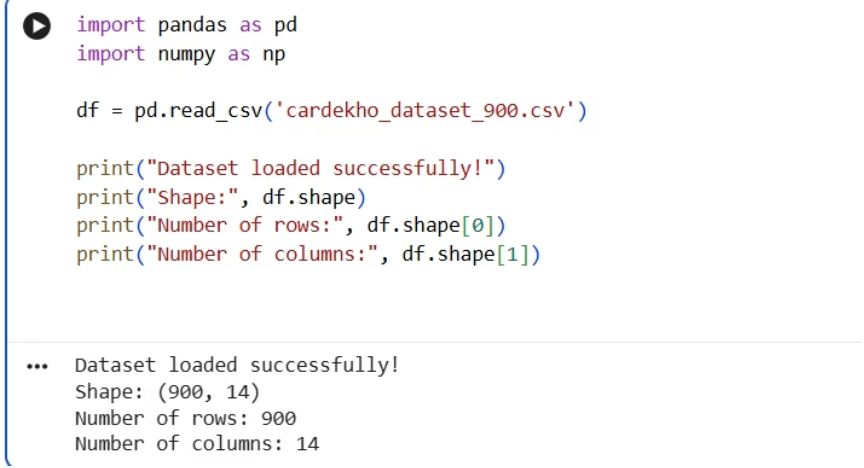 import pandas as pd
import numpy as np
df = pd.read_csv('cardekho_dataset_900.csv')
print("Dataset loaded successfully!")
print("Shape:", df.shape)
print("Number of rows:", df.shape[0])
print("Number of columns:", df.shape[1])
Dataset loaded successfully!
Shape: (900, 14)
Number of rows: 900
Number of columns: 14